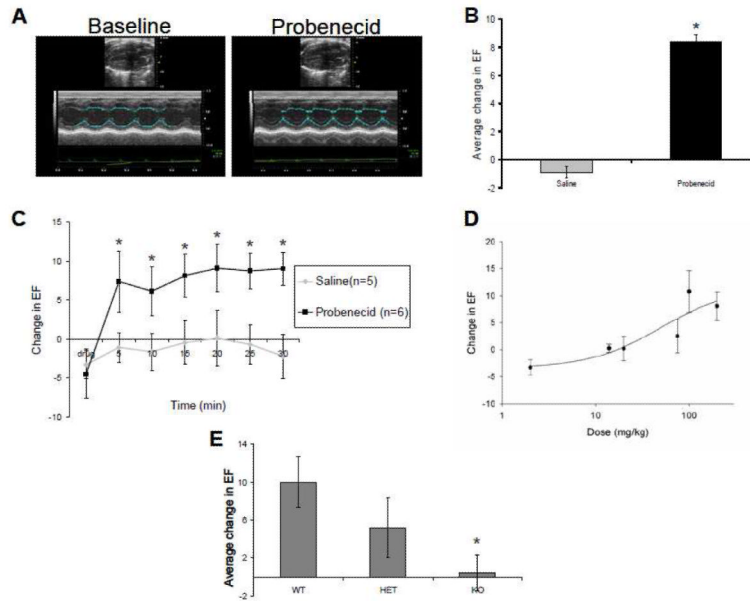 A
Baseline
Probenecid
B
Average change in EF
10
8
6
4
2
0
-2
Saline
Probenecid
*
C
Change in EF
15
10
5
0
-5
-10
drug
5
10
15
20
25
30
Time (min)
* * * * * *
Saline(n=5)
Probenecid (n=6)
D
Change in EF
20
15
10
5
0
-5
-10
1
10
100
Dose (mg/kg)
E
Average change in EF
14
10
6
2
-2
WT
HET
KO
*